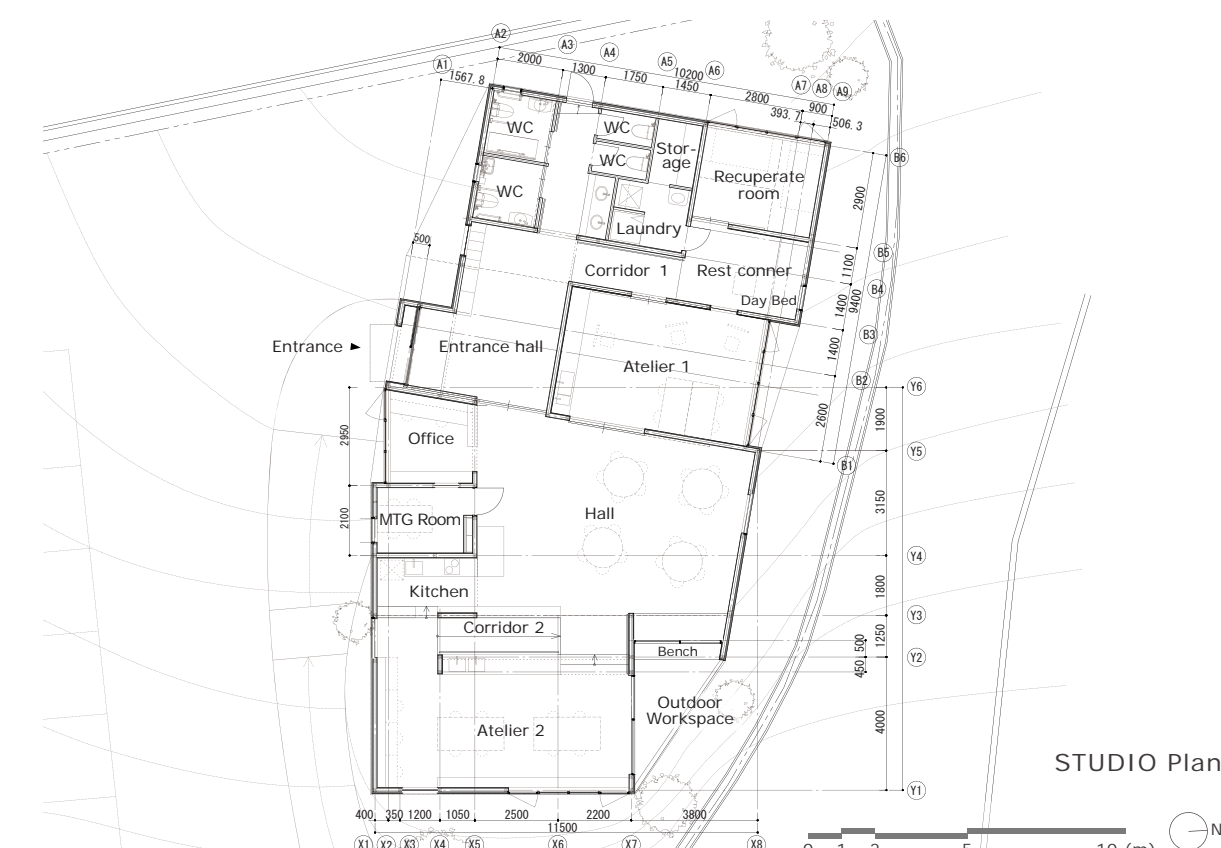 A2
A3
A4
A1
A5
A6
A7
A8
A9
2000
1300
1750
10200
1450
2800
900
393.7
506.3
1567.8
WC
WC
WC
WC
Stor-
age
Recuperate
room
Laundry
B6
2900
500
Corridor 1
Rest conner
Day Bed
B5
1100
B4
1400
9400
B3
1400
Entrance ►
Entrance hall
Atelier 1
B2
2600
B1
Y6
1900
Y5
2950
Office
3150
2100
MTG Room
Hall
Y4
Kitchen
1800
Y3
Corridor 2
1250
500
Bench
Y2
450
Outdoor
Workspace
4000
Atelier 2
STUDIO Plan
Y1
400
350
1200
1050
2500
2200
3800
11500
X1
X2
X3
X4
X5
X6
X7
X8
N
0 1 2 5 10 (m)